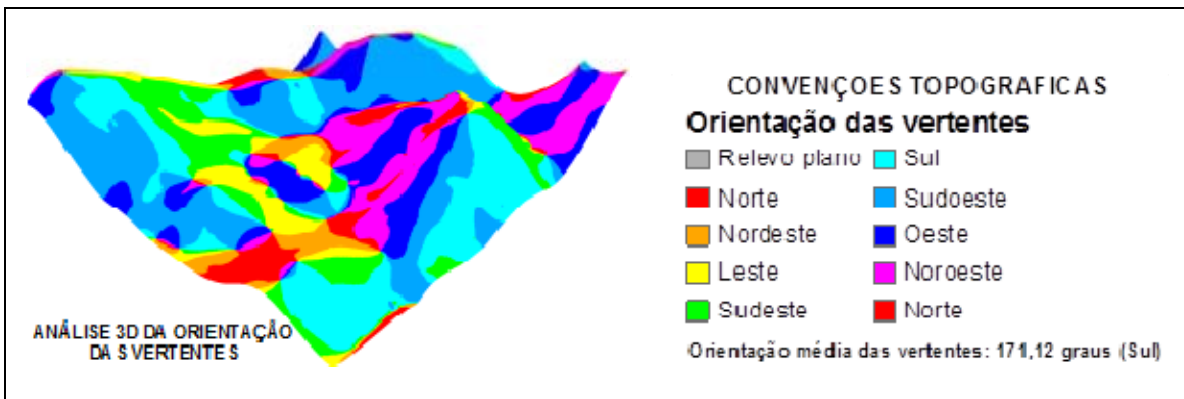 CONVENÇOES TOPOGRAFICAS
Orientação das vertentes
Relevo plano
Sul
Norte
Sudoeste
Nordeste
Oeste
Leste
Noroeste
Sudeste
Norte
Orientação média das vertentes: 171,12 graus (Sul)
ANÁLISE 3D DA ORIENTAÇÃO
DA S VERTENTES